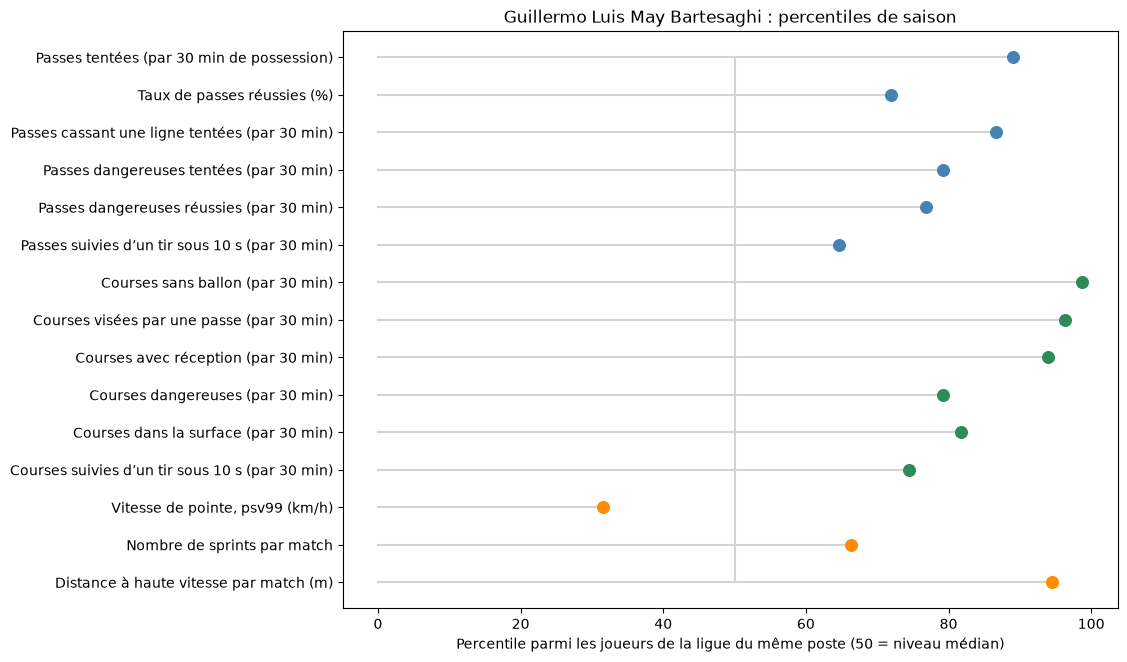 Guillermo Luis May Bartesaghi : percentiles de saison
Passes tentées (par 30 min de possession)
Taux de passes réussies (%)
Passes cassant une ligne tentées (par 30 min)
Passes dangereuses tentées (par 30 min)
Passes dangereuses réussies (par 30 min)
Passes suivies d’un tir sous 10 s (par 30 min)
Courses sans ballon (par 30 min)
Courses visées par une passe (par 30 min)
Courses avec réception (par 30 min)
Courses dangereuses (par 30 min)
Courses dans la surface (par 30 min)
Courses suivies d’un tir sous 10 s (par 30 min)
Vitesse de pointe, psv99 (km/h)
Nombre de sprints par match
Distance à haute vitesse par match (m)
0 20 40 60 80 100
Percentile parmi les joueurs de la ligue du même poste (50 = niveau médian)